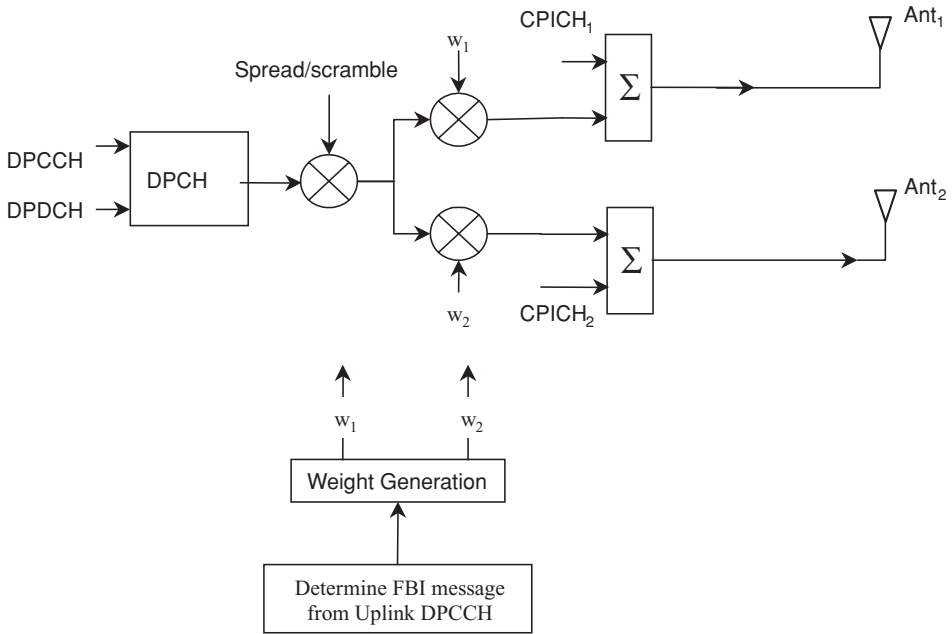 CPICH₁
Ant₁
w₁
Spread/scramble
Σ
DPCCH
DPCH
DPDCH
Ant₂
Σ
w₂
CPICH₂
w₁
w₂
Weight Generation
Determine FBI message
from Uplink DPCCH